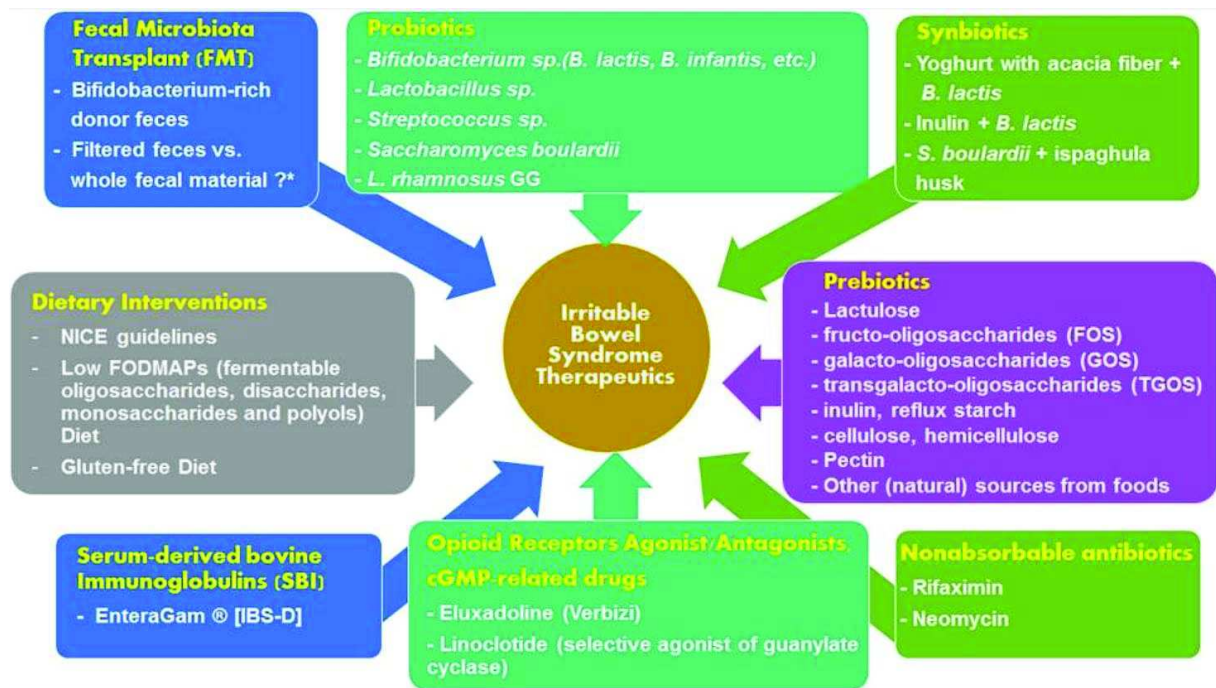 Fecal Microbiota
Transplant (FMT)
- Bifidobacterium-rich
donor feces
- Filtered feces vs.
whole fecal material ?*
Probiotics
- Bifidobacterium sp.(B. lactis, B. infantis, etc.)
- Lactobacillus sp.
- Streptococcus sp.
- Saccharomyces boulardii
- L. rhamnosus GG
Synbiotics
- Yoghurt with acacia fiber +
B. lactis
- Inulin + B. lactis
- S. boulardii + ispaghula
husk
Dietary Interventions
- NICE guidelines
- Low FODMAPs (fermentable
oligosaccharides, disaccharides,
monosaccharides and polyols)
Diet
- Gluten-free Diet
Irritable
Bowel
Syndrome
Therapeutics
Prebiotics
- Lactulose
- fructo-oligosaccharides (FOS)
- galacto-oligosaccharides (GOS)
- transgalacto-oligosaccharides (TGOS)
- inulin, reflux starch
- cellulose, hemicellulose
- Pectin
- Other (natural) sources from foods
Serum-derived bovine
Immunoglobulins (SBI)
- EnteraGam ® [IBS-D]
Opioid Receptors Agonist/Antagonists,
cGMP-related drugs
- Eluxadoline (Verbizi)
- Linoclotide (selective agonist of guanylate
cyclase)
Nonabsorbable antibiotics
- Rifaximin
- Neomycin